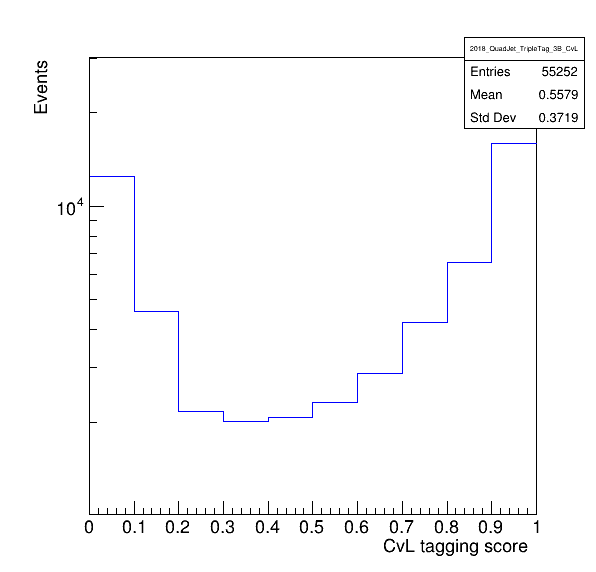 2018_QuadJet_TripleTag_3B_CvL
Entries 55252
Mean 0.5579
Std Dev 0.3719
Events
10^4
0 0.1 0.2 0.3 0.4 0.5 0.6 0.7 0.8 0.9 1
CvL tagging score